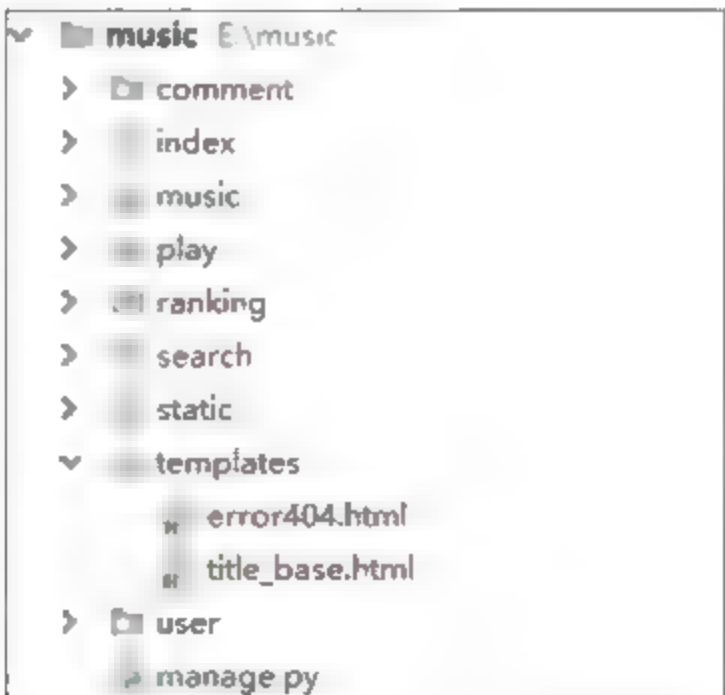 music E:\music
comment
index
music
play
ranking
search
static
templates
error404.html
title_base.html
user
manage.py